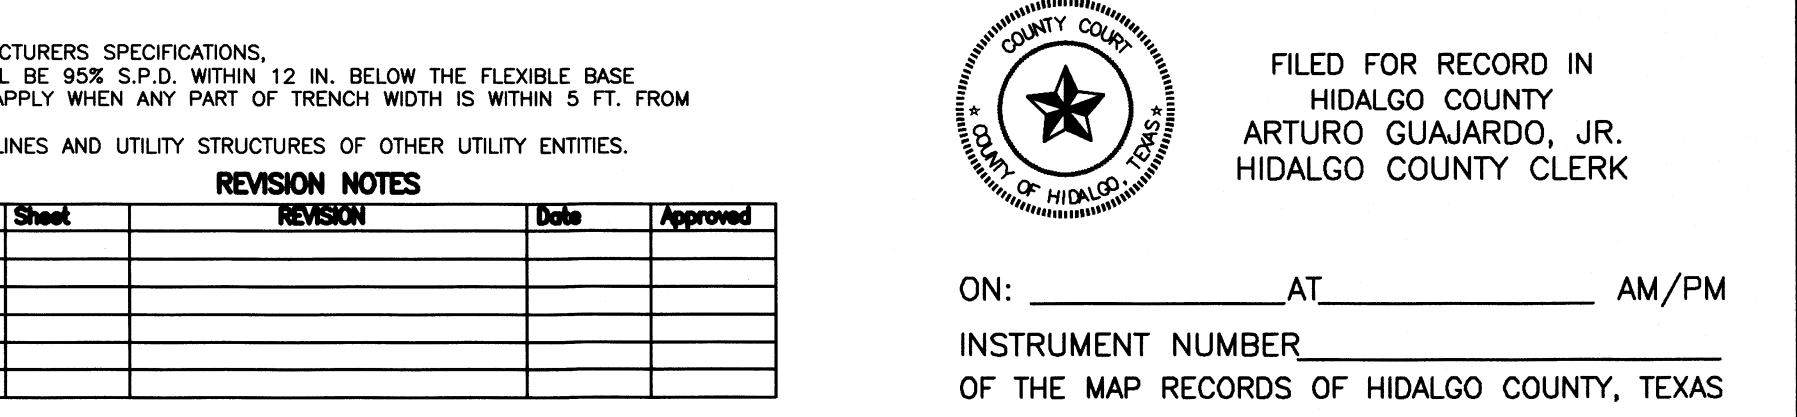 CTURERS SPECIFICATIONS,
L BE 95% S.P.D. WITHIN 12 IN. BELOW THE FLEXIBLE BASE
APPLY WHEN ANY PART OF TRENCH WIDTH IS WITHIN 5 FT. FROM
LINES AND UTILITY STRUCTURES OF OTHER UTILITY ENTITIES.
REVISION NOTES
Sheet REVISION Date Approved
COUNTY COURT
COUNTY OF HIDALGO, TEXAS
FILED FOR RECORD IN
HIDALGO COUNTY
ARTURO GUAJARDO, JR.
HIDALGO COUNTY CLERK
ON: ____________ AT____________ AM/PM
INSTRUMENT NUMBER____________
OF THE MAP RECORDS OF HIDALGO COUNTY, TEXAS